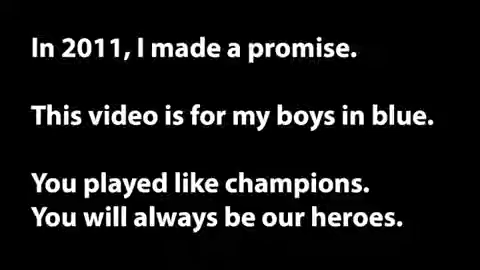 In 2011, I made a promise.
This video is for my boys in blue.
You played like champions.
You will always be our heroes.